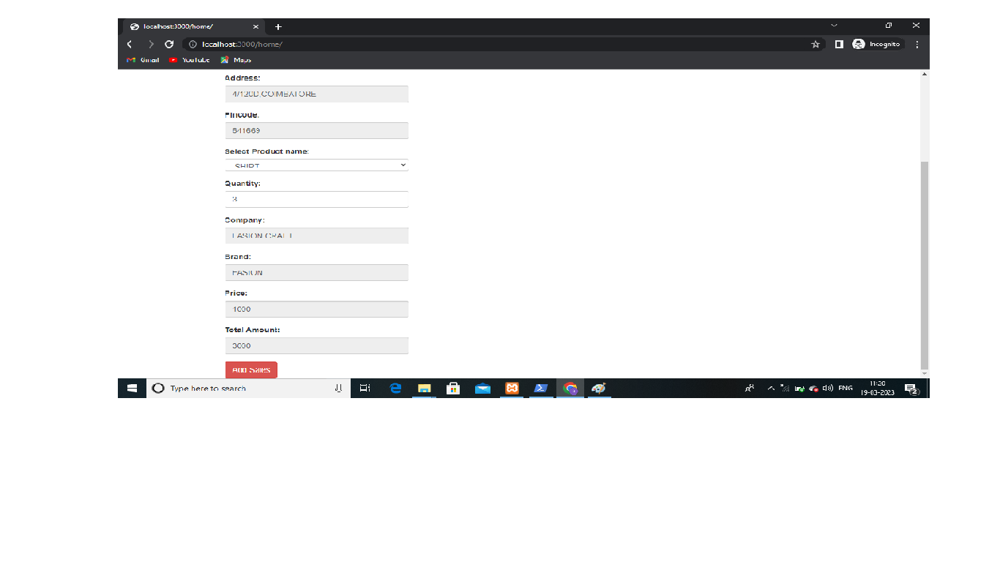 localhost:3000/home/
localhost:3000/home/
Incognito
Gmail YouTube Maps
Address:
4/120D,COIMBATORE
Pincode:
641669
Select Product name:
SHIRT
Quantity:
3
Company:
FASION CRAFT
Brand:
FASION
Price:
1000
Total Amount:
3000
Add Sales
Type here to search
ENG
11:20
19-03-2023
2